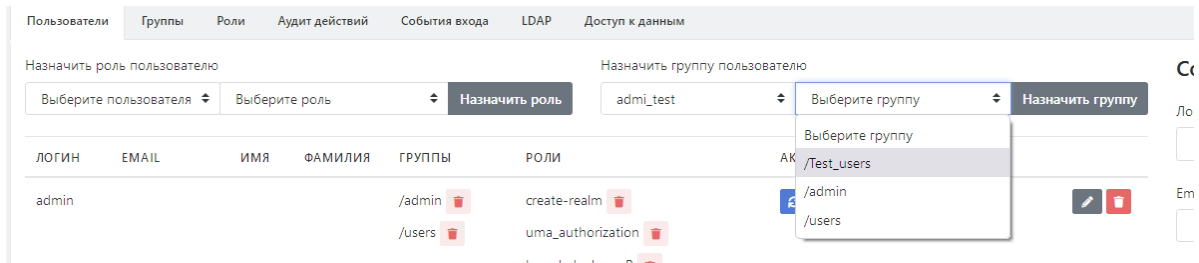 Пользователи Группы Роли Аудит действий События входа LDAP Доступ к данным
Назначить роль пользователю Назначить группу пользователю
Выберите пользователя Выберите роль Назначить роль admi_test Выберите группу Назначить группу
Выберите группу
ЛОГИН EMAIL ИМЯ ФАМИЛИЯ ГРУППЫ РОЛИ
/Test_users
admin /admin create-realm /admin
/users uma_authorization /users